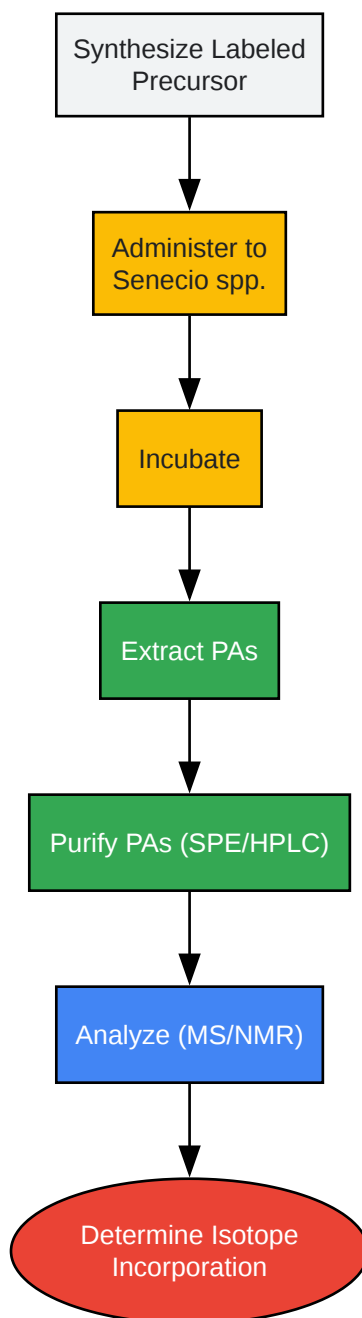 Synthesize Labeled
Precursor
Administer to
Senecio spp.
Incubate
Extract PAs
Purify PAs (SPE/HPLC)
Analyze (MS/NMR)
Determine Isotope
Incorporation